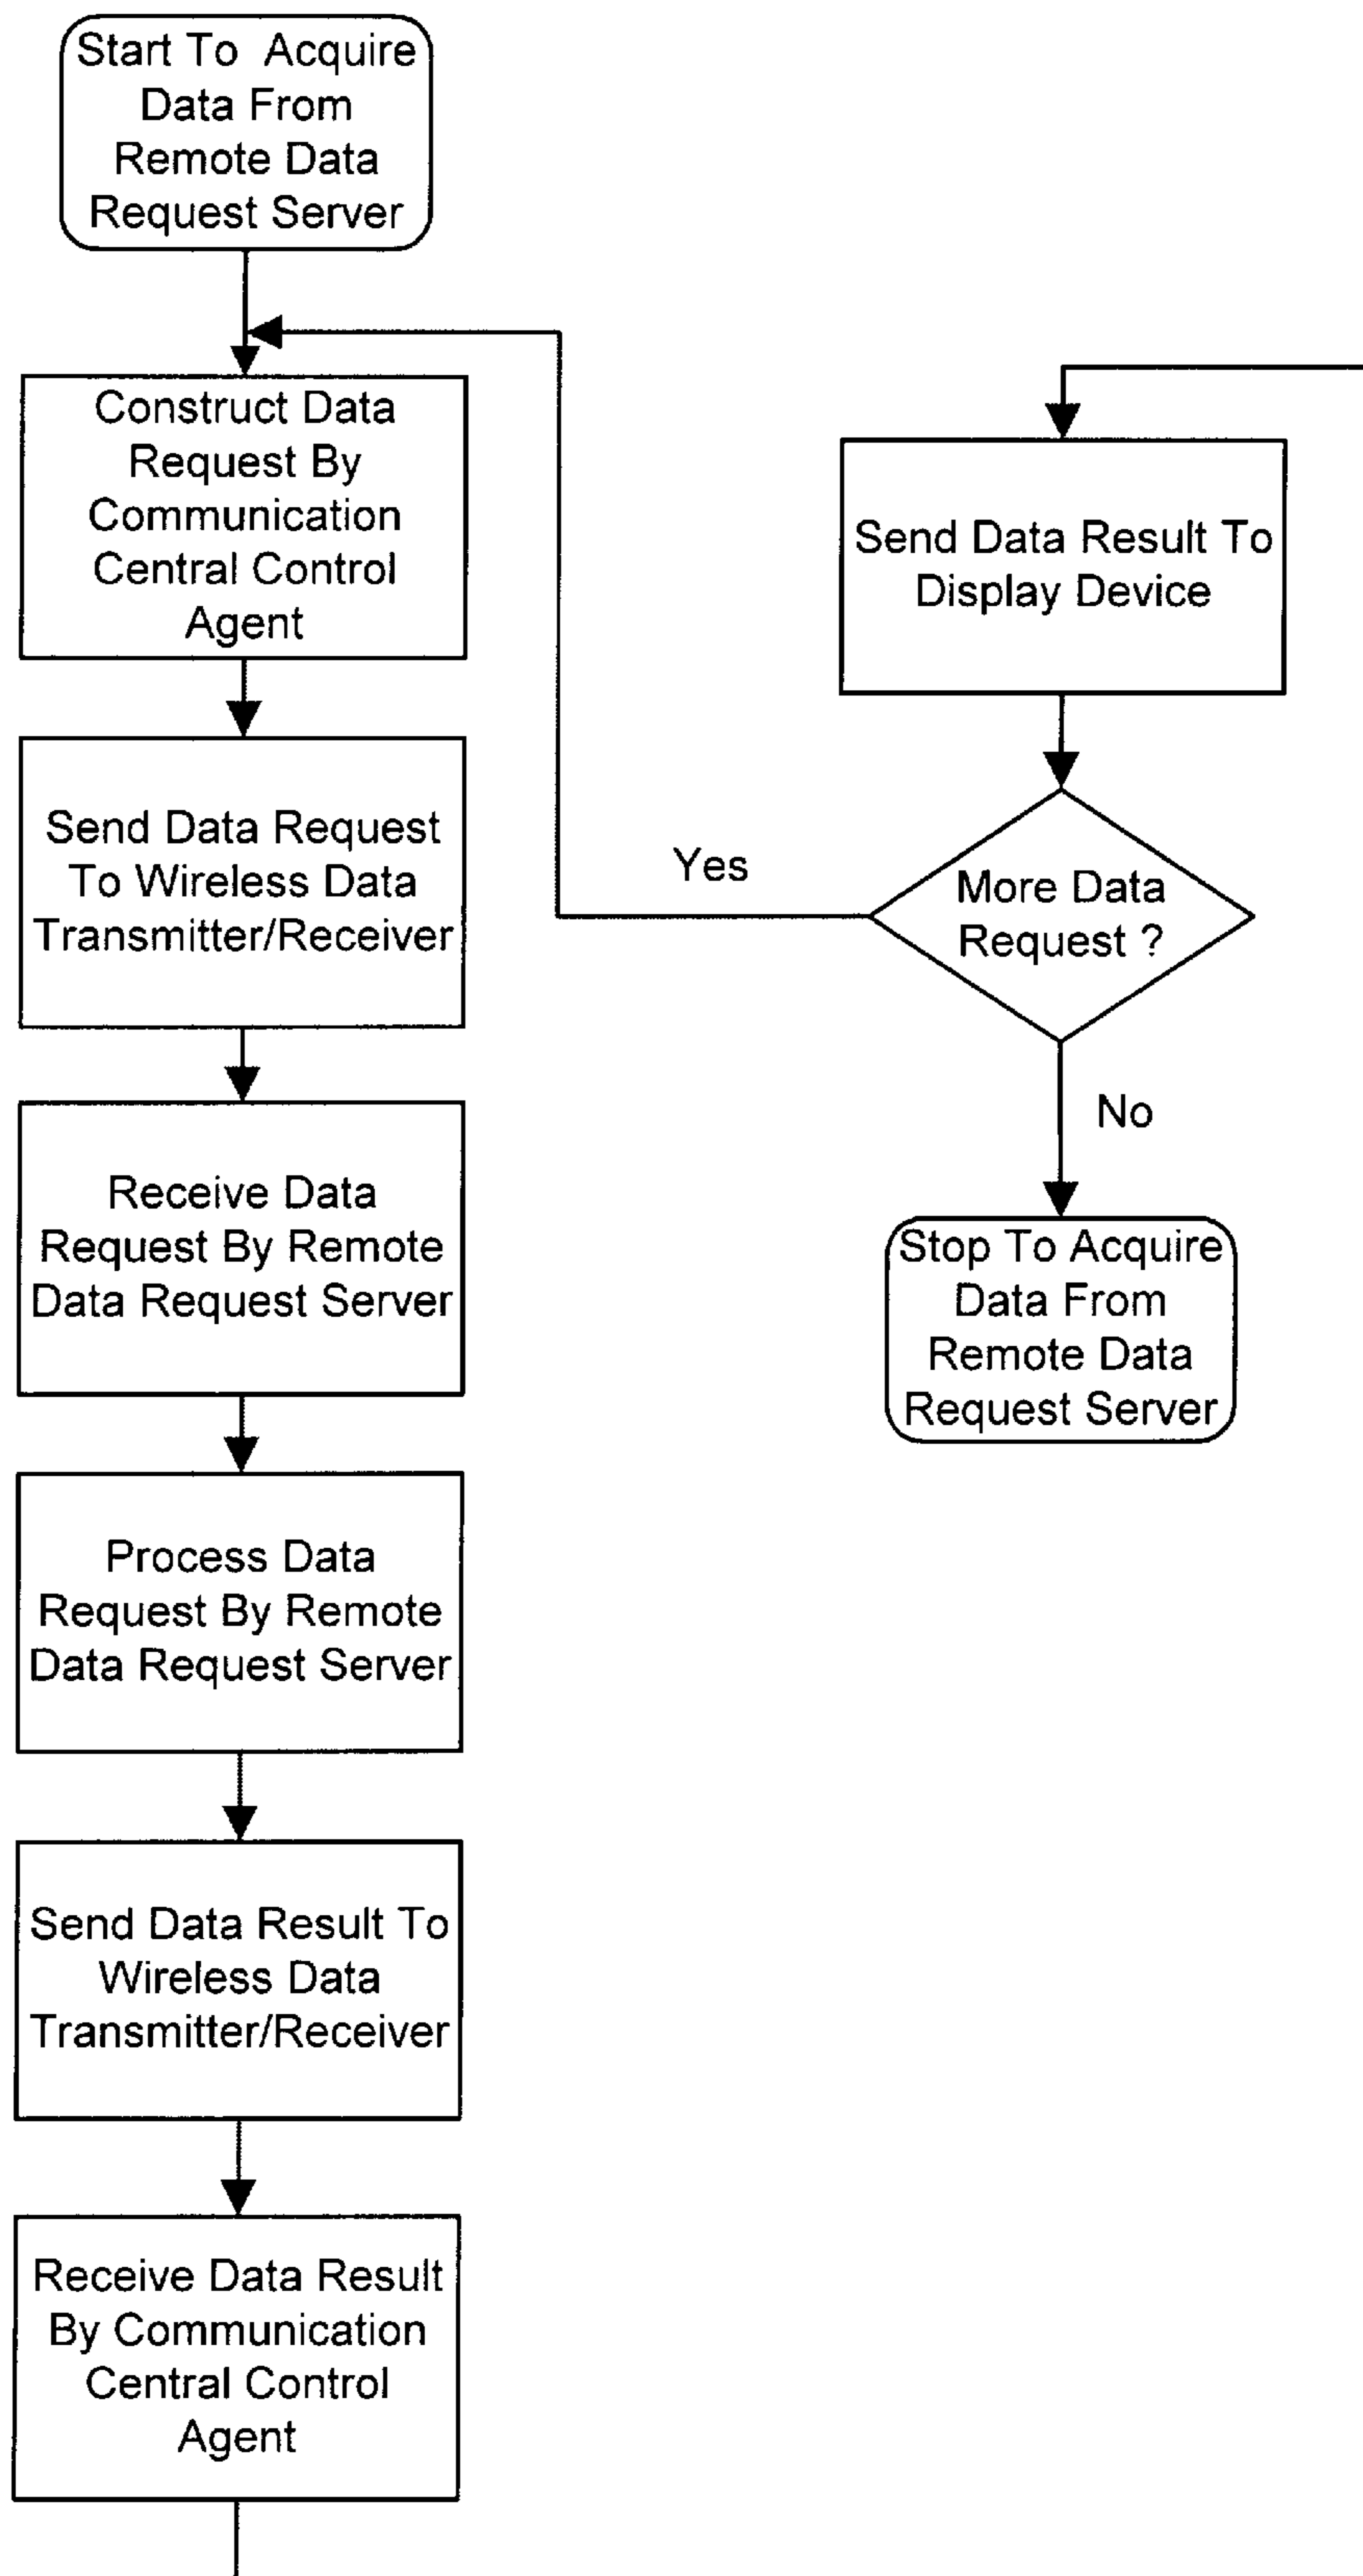 Start To Acquire
Data From
Remote Data
Request Server
Construct Data
Request By
Communication
Central Control
Agent
Send Data Request
To Wireless Data
Transmitter/Receiver
Receive Data
Request By Remote
Data Request Server
Process Data
Request By Remote
Data Request Server
Send Data Result To
Wireless Data
Transmitter/Receiver
Receive Data Result
By Communication
Central Control
Agent
Send Data Result To
Display Device
More Data
Request ?
Yes
No
Stop To Acquire
Data From
Remote Data
Request Server